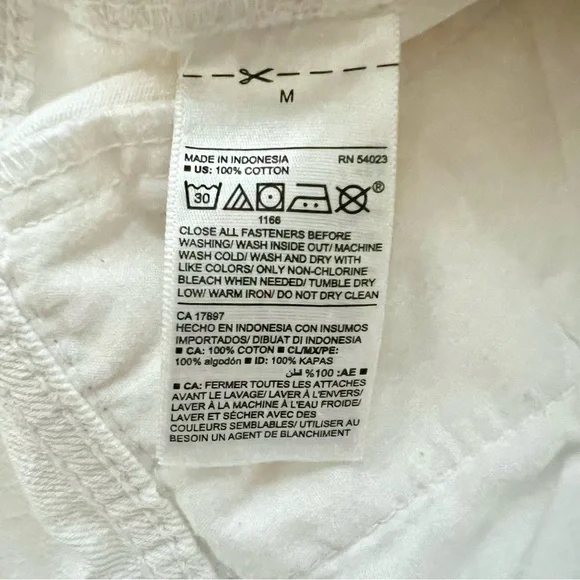 M
MADE IN INDONESIA RN 54023
■ US: 100% COTTON
30 ®
1166
CLOSE ALL FASTENERS BEFORE
WASHING/ WASH INSIDE OUT/ MACHINE
WASH COLD/ WASH AND DRY WITH
LIKE COLORS/ ONLY NON-CHLORINE
BLEACH WHEN NEEDED/ TUMBLE DRY
LOW/ WARM IRON/ DO NOT DRY CLEAN
CA 17897
HECHO EN INDONESIA CON INSUMOS
IMPORTADOS/ DIBUAT DI INDONESIA
■ CA: 100% COTON ■ CL/MX/PE:
100% algodón ■ ID: 100% KAPAS
■ AE: 100% قطن
■ CA: FERMER TOUTES LES ATTACHES
AVANT LE LAVAGE/ LAVER À L'ENVERS/
LAVER À LA MACHINE À L'EAU FROIDE/
LAVER ET SÉCHER AVEC DES
COULEURS SEMBLABLES/ UTILISER AU
BESOIN UN AGENT DE BLANCHIMENT